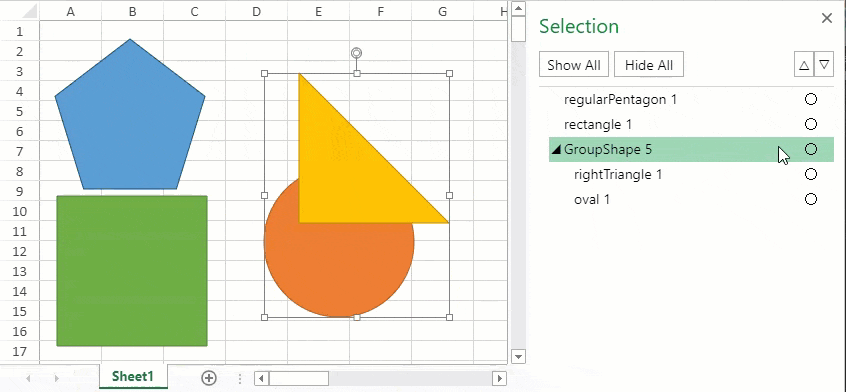 A B C D E F G H
1
2
3
4
5
6
7
8
9
10
11
12
13
14
15
16
17
Sheet1
Selection
Show All Hide All
regularPentagon 1
rectangle 1
GroupShape 5
rightTriangle 1
oval 1